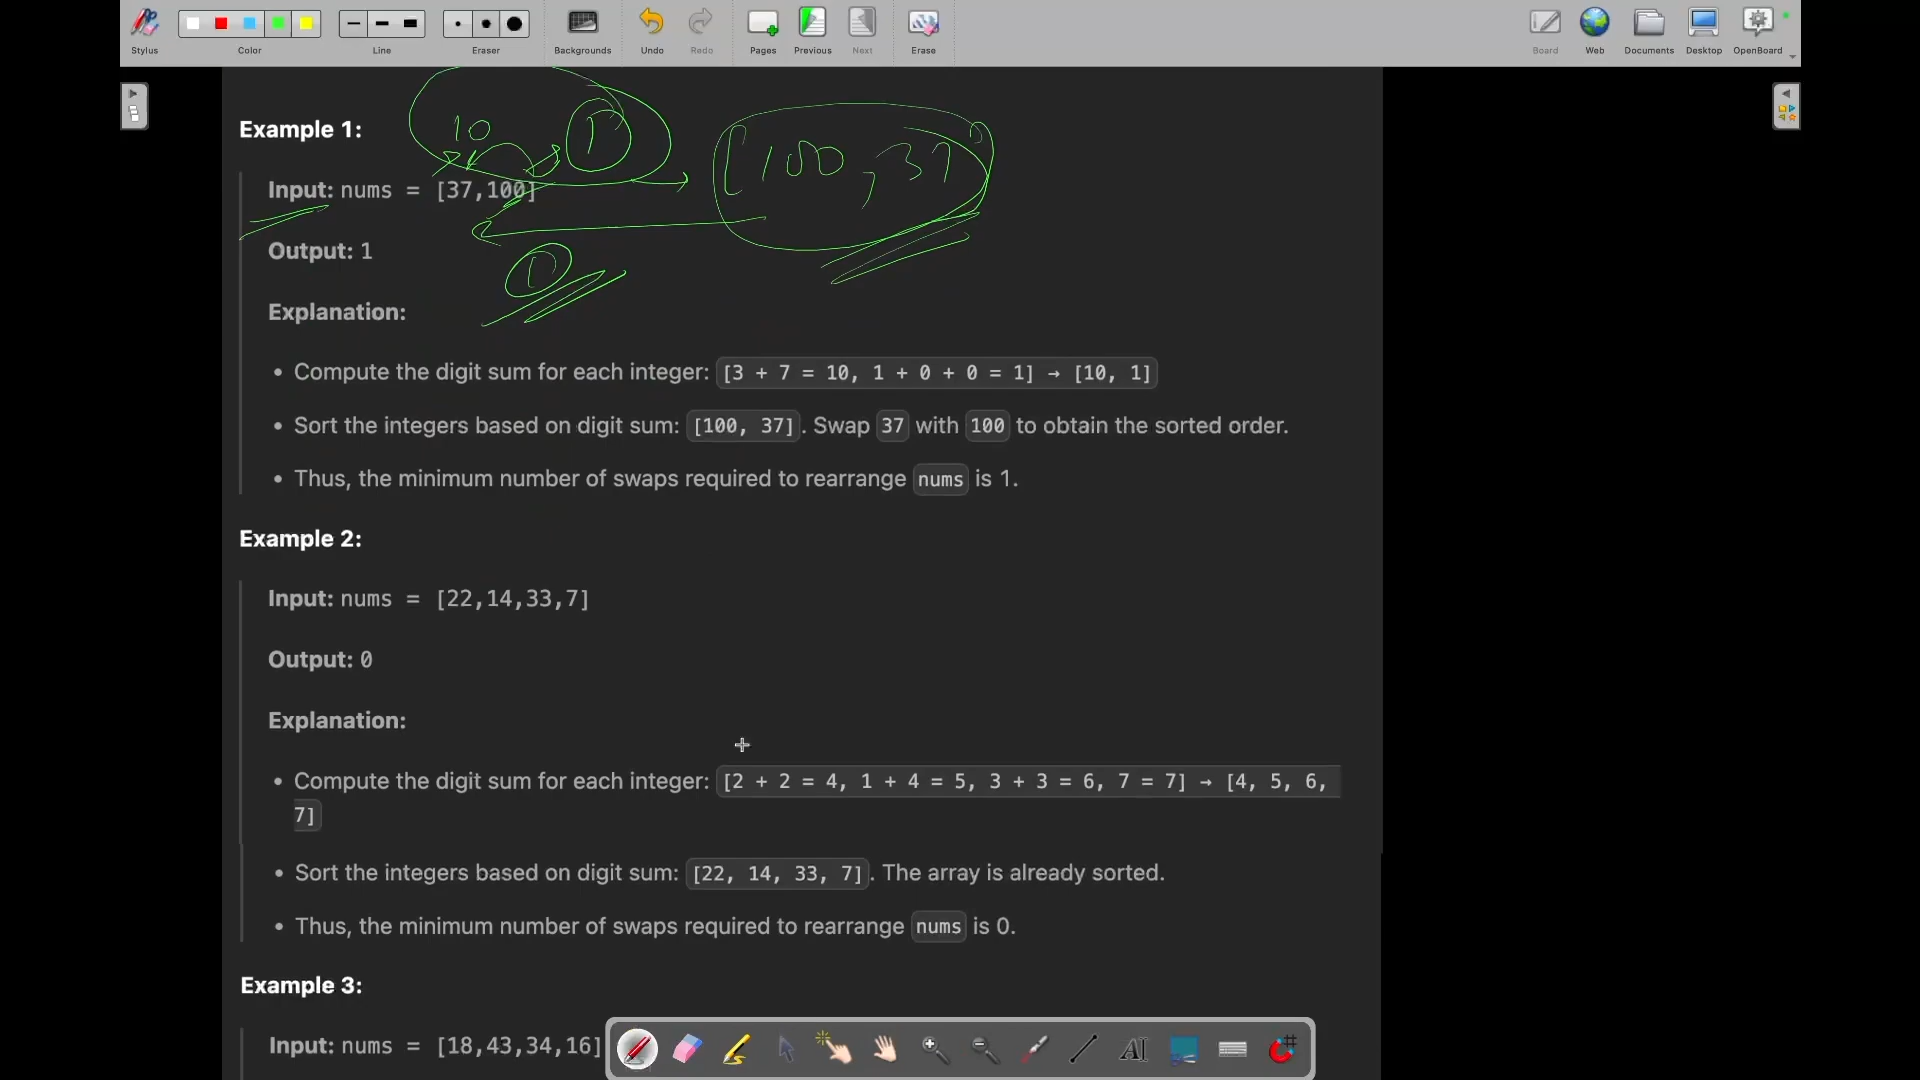 Stylus Color Line Eraser Backgrounds Undo Redo Pages Previous Next Erase Board Web Documents Desktop OpenBoard
Example 1:
10 1
[100, 37]
Input: nums = [37,100]
Output: 1
1
Explanation:
• Compute the digit sum for each integer: [3 + 7 = 10, 1 + 0 + 0 = 1] → [10, 1]
• Sort the integers based on digit sum: [100, 37]. Swap 37 with 100 to obtain the sorted order.
• Thus, the minimum number of swaps required to rearrange nums is 1.
Example 2:
Input: nums = [22,14,33,7]
Output: 0
Explanation:
• Compute the digit sum for each integer: [2 + 2 = 4, 1 + 4 = 5, 3 + 3 = 6, 7 = 7] → [4, 5, 6,
7]
• Sort the integers based on digit sum: [22, 14, 33, 7]. The array is already sorted.
• Thus, the minimum number of swaps required to rearrange nums is 0.
Example 3:
Input: nums = [18,43,34,16]
AI